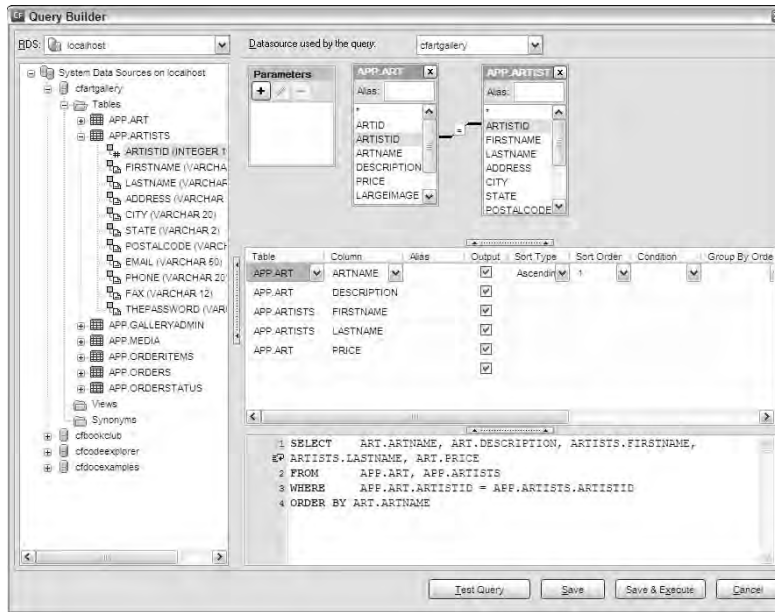 CF Query Builder
RDS: localhost
Datasource used by the query: cfartgallery
System Data Sources on localhost
cfartgallery
Tables
APP.ART
APP.ARTISTS
ARTISTID (INTEGER 1
FIRSTNAME (VARCHA
LASTNAME (VARCHAR
ADDRESS (VARCHAR
CITY (VARCHAR 20)
STATE (VARCHAR 2)
POSTALCODE (VARCH
EMAIL (VARCHAR 50)
PHONE (VARCHAR 20)
FAX (VARCHAR 12)
THEPASSWORD (VAR
APP.GALLERYADMIN
APP.MEDIA
APP.ORDERITEMS
APP.ORDERS
APP.ORDERSTATUS
Views
Synonyms
cfbookclub
cfcodeexplorer
cfdocexamples
Parameters
APP.ART x
Alias:
*
ARTID
ARTISTID
ARTNAME
DESCRIPTION
PRICE
LARGEIMAGE
=
APP.ARTIST x
Alias:
*
ARTISTID
FIRSTNAME
LASTNAME
ADDRESS
CITY
STATE
POSTALCODE
Table Column Alias Output Sort Type Sort Order Condition Group By Orde
APP.ART ARTNAME Ascendin 1
APP.ART DESCRIPTION
APP.ARTISTS FIRSTNAME
APP.ARTISTS LASTNAME
APP.ART PRICE
1 SELECT ART.ARTNAME, ART.DESCRIPTION, ARTISTS.FIRSTNAME,
ARTISTS.LASTNAME, ART.PRICE
2 FROM APP.ART, APP.ARTISTS
3 WHERE APP.ART.ARTISTID = APP.ARTISTS.ARTISTID
4 ORDER BY ART.ARTNAME
Test Query Save Save & Execute Cancel